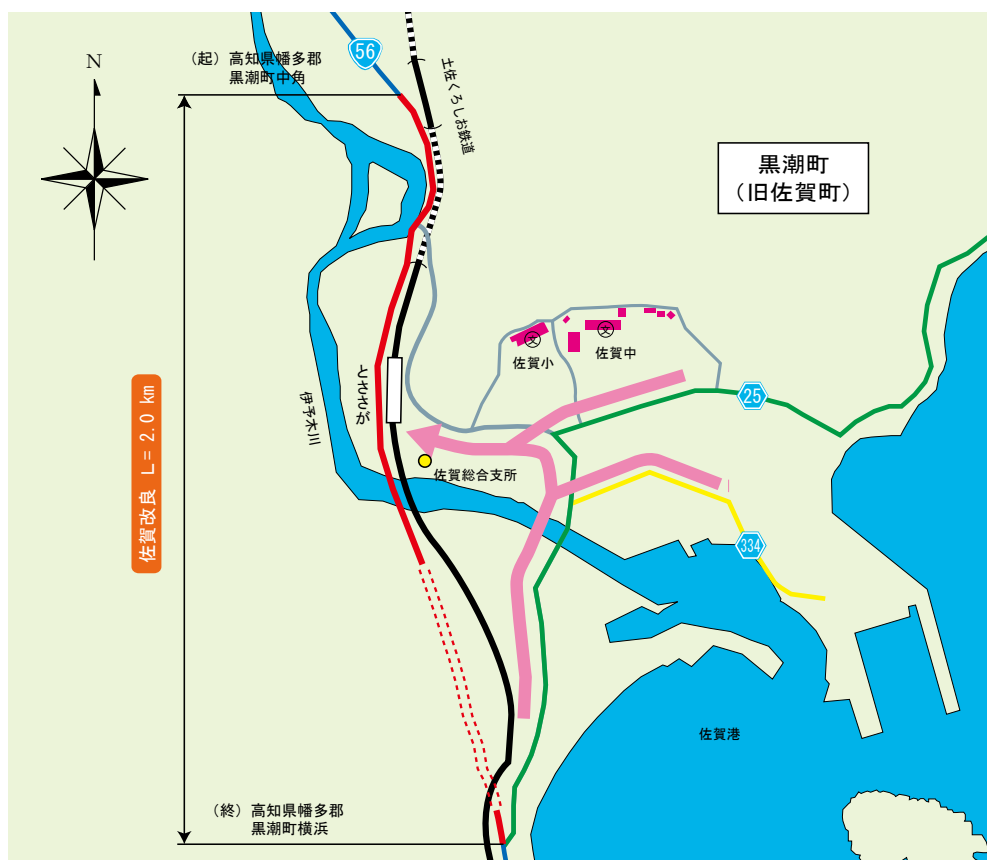 56
(起)高知県幡多郡
黒潮町中角
N
土佐くろしお鉄道
黒潮町
(旧佐賀町)
佐賀小
文
佐賀中
文
とささが
伊予木川
25
佐賀改良 L=2.0 km
佐賀総合支所
334
佐賀港
(終)高知県幡多郡
黒潮町横浜